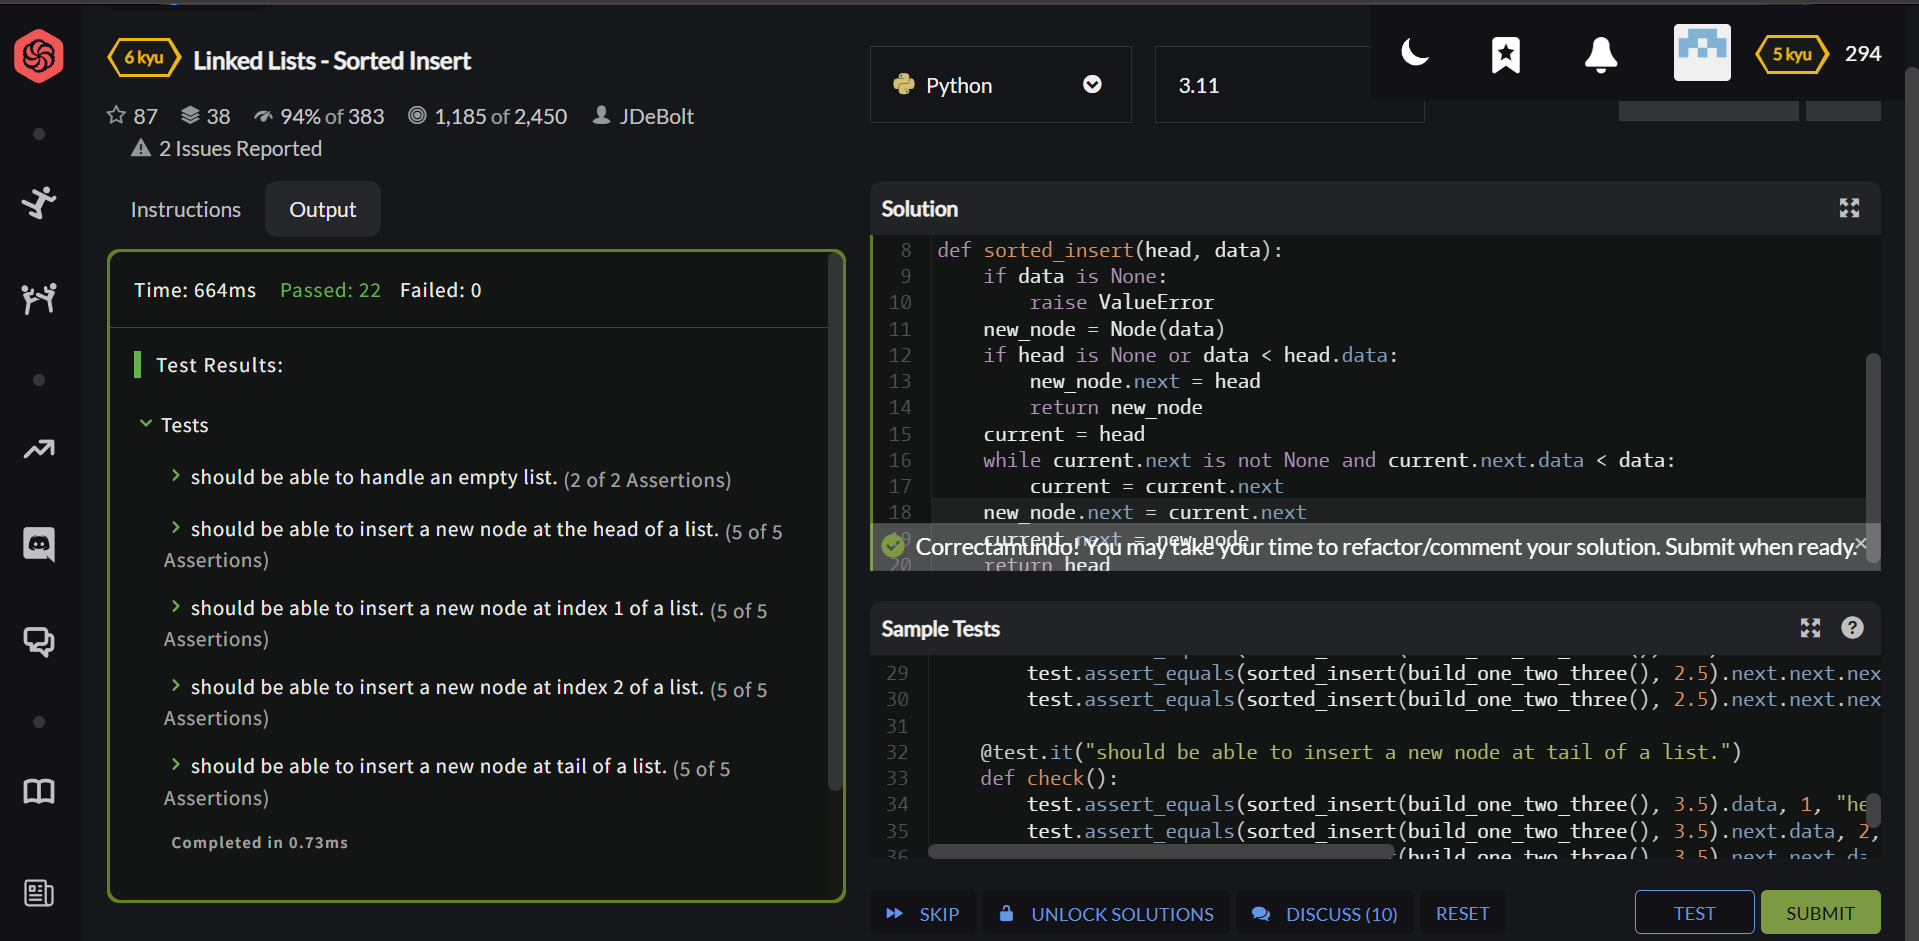 6 kyu Linked Lists - Sorted Insert
87 38 94% of 383 1,185 of 2,450 JDeBolt
2 Issues Reported
Python
3.11
5 kyu 294
Instructions Output
Time: 664ms Passed: 22 Failed: 0
Test Results:
Tests
should be able to handle an empty list. (2 of 2 Assertions)
should be able to insert a new node at the head of a list. (5 of 5
Assertions)
should be able to insert a new node at index 1 of a list. (5 of 5
Assertions)
should be able to insert a new node at index 2 of a list. (5 of 5
Assertions)
should be able to insert a new node at tail of a list. (5 of 5
Assertions)
Completed in 0.73ms
Solution
8 def sorted_insert(head, data):
9 if data is None:
10 raise ValueError
11 new_node = Node(data)
12 if head is None or data < head.data:
13 new_node.next = head
14 return new_node
15 current = head
16 while current.next is not None and current.next.data < data:
17 current = current.next
18 new_node.next = current.next
19 current.next = new_node
Correctamundo! You may take your time to refactor/comment your solution. Submit when ready.
20 return head
Sample Tests
29 test.assert_equals(sorted_insert(build_one_two_three(), 2.5).next.next.nex
30 test.assert_equals(sorted_insert(build_one_two_three(), 2.5).next.next.nex
31
32 @test.it("should be able to insert a new node at tail of a list.")
33 def check():
34 test.assert_equals(sorted_insert(build_one_two_three(), 3.5).data, 1, "he
35 test.assert_equals(sorted_insert(build_one_two_three(), 3.5).next.data, 2,
36 (build_one_two_three(), 3.5).next.next.da
SKIP UNLOCK SOLUTIONS DISCUSS (10) RESET TEST SUBMIT